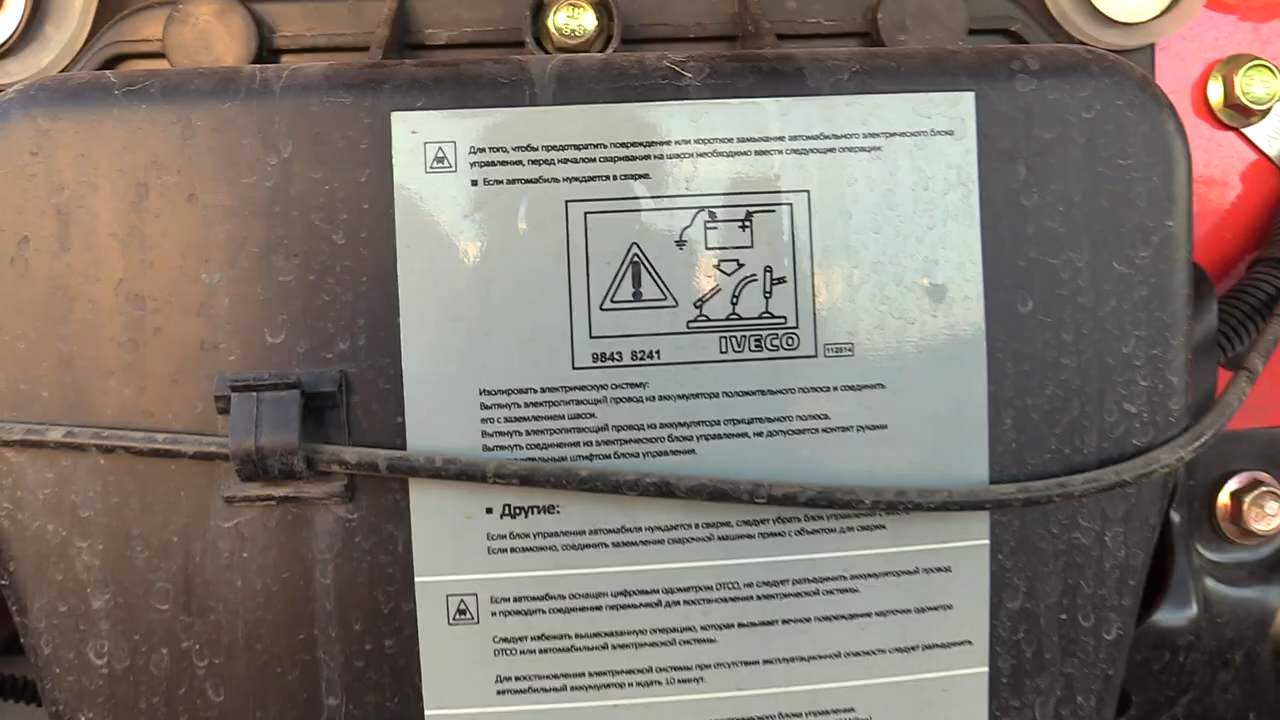 Для того, чтобы предотвратить повреждение или короткое замыкание автомобильного электрического блока
управления, перед началом сваривания на шасси необходимо ввести следующие операции:
▪ Если автомобиль нуждается в сварке.
IVECO
9843 8241
112514
Изолировать электрическую систему:
Вытянуть электропитающий провод из аккумулятора положительного полюса и соединить
его с заземлением шасси.
Вытянуть электропитающий провод из аккумулятора отрицательного полюса.
Вытянуть соединения из электрического блока управления, не допускается контакт руками
штифтом блока управления.
▪ Другие:
Если блок управления автомобиля нуждается в сварке, следует убрать блок управления
Если возможно, соединить заземление сварочной машины прямо с объектом для сварки.
Если автомобиль оснащен цифровым одометром DTCO, не следует разъединить аккумуляторный провод
и проводить соединение перемычкой для восстановления электрической системы.
Следует избежать вышесказанную операцию, которая вызывает вечное повреждение карточки одометре
DTCO или автомобильной электрической системы.
Для восстановления электрической системы при отсутствии эксплуатационной опасности следует разъединить
автомобильный аккумулятор и ждать 10 минут.
блока управления.